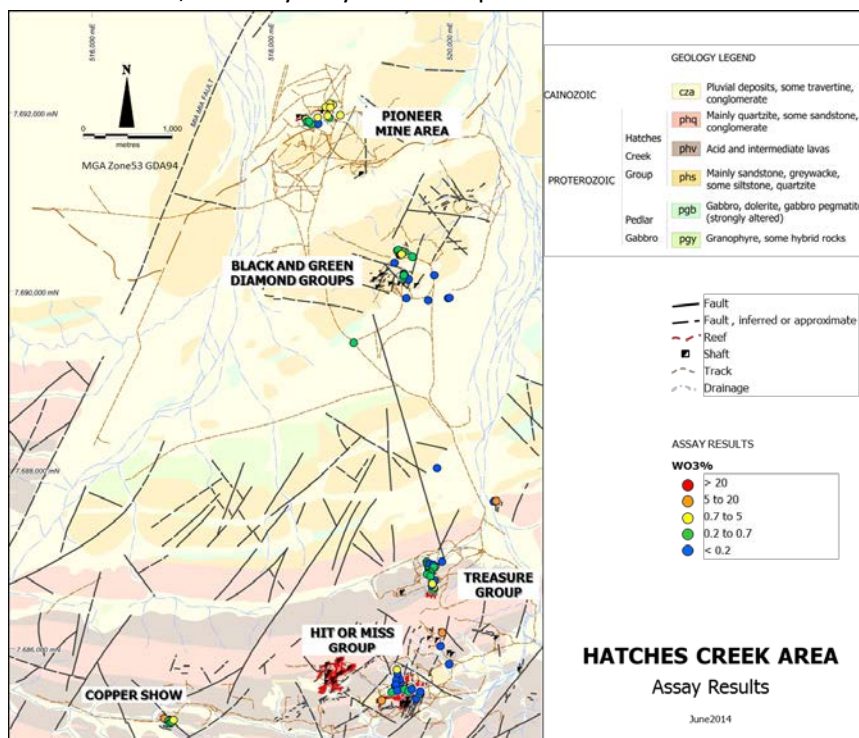 516,000 mE
518,000 mE
520,000 mE
N
0
1,000
metres
MGA Zone53 GDA94
MIA MIA FAULT
7,692,000 mN
7,690,000 mN
7,688,000 mN
7,686,000 mN
PIONEER
MINE AREA
BLACK AND GREEN
DIAMOND GROUPS
TREASURE
GROUP
HIT OR MISS
GROUP
COPPER SHOW
GEOLOGY LEGEND
CAINOZOIC
cza Pluvial deposits, some travertine,
conglomerate
PROTEROZOIC
Hatches
Creek
Group
phq Mainly quartzite, some sandstone,
conglomerate
phv Acid and intermediate lavas
phs Mainly sandstone, greywacke,
some siltstone, quartzite
Pedlar
Gabbro
pgb Gabbro, dolerite, gabbro pegmatite
(strongly altered)
pgy Granophyre, some hybrid rocks
Fault
Fault , inferred or approximate
Reef
Shaft
Track
Drainage
ASSAY RESULTS
WO3%
> 20
5 to 20
0.7 to 5
0.2 to 0.7
< 0.2
HATCHES CREEK AREA
Assay Results
June2014